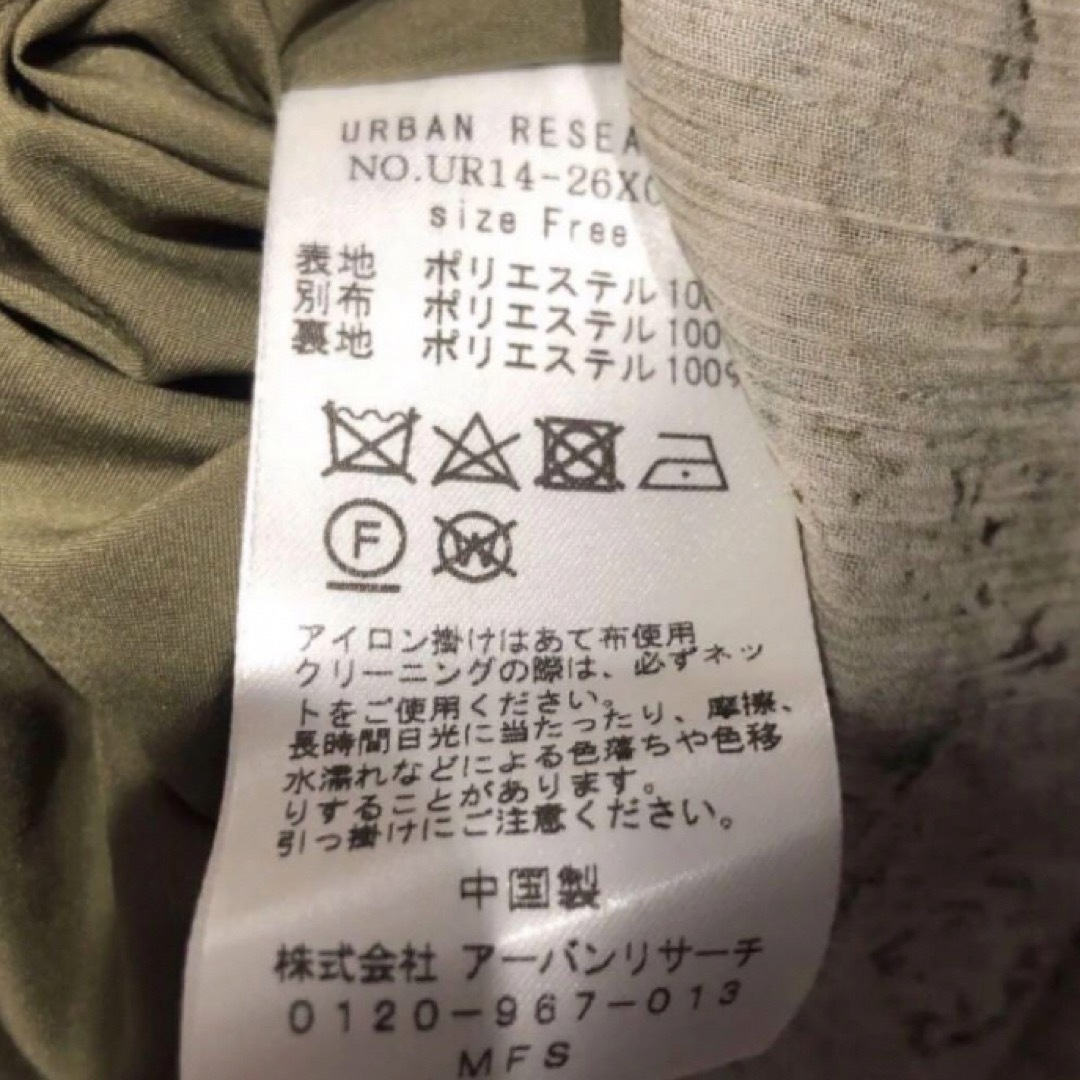 URBAN RESEA
NO.UR14-26X
size Free
表地 ポリエステル100
別布 ポリエステル100
裏地 ポリエステル100%
F
W
アイロン掛けはあて布使用
クリーニングの際は、必ずネッ
トをご使用ください。
長時間日光に当たったり、摩擦、
水濡れなどによる色落ちや色移
りすることがあります。
引っ掛けにご注意ください。
中国製
株式会社 アーバンリサーチ
0120-967-013
MFS